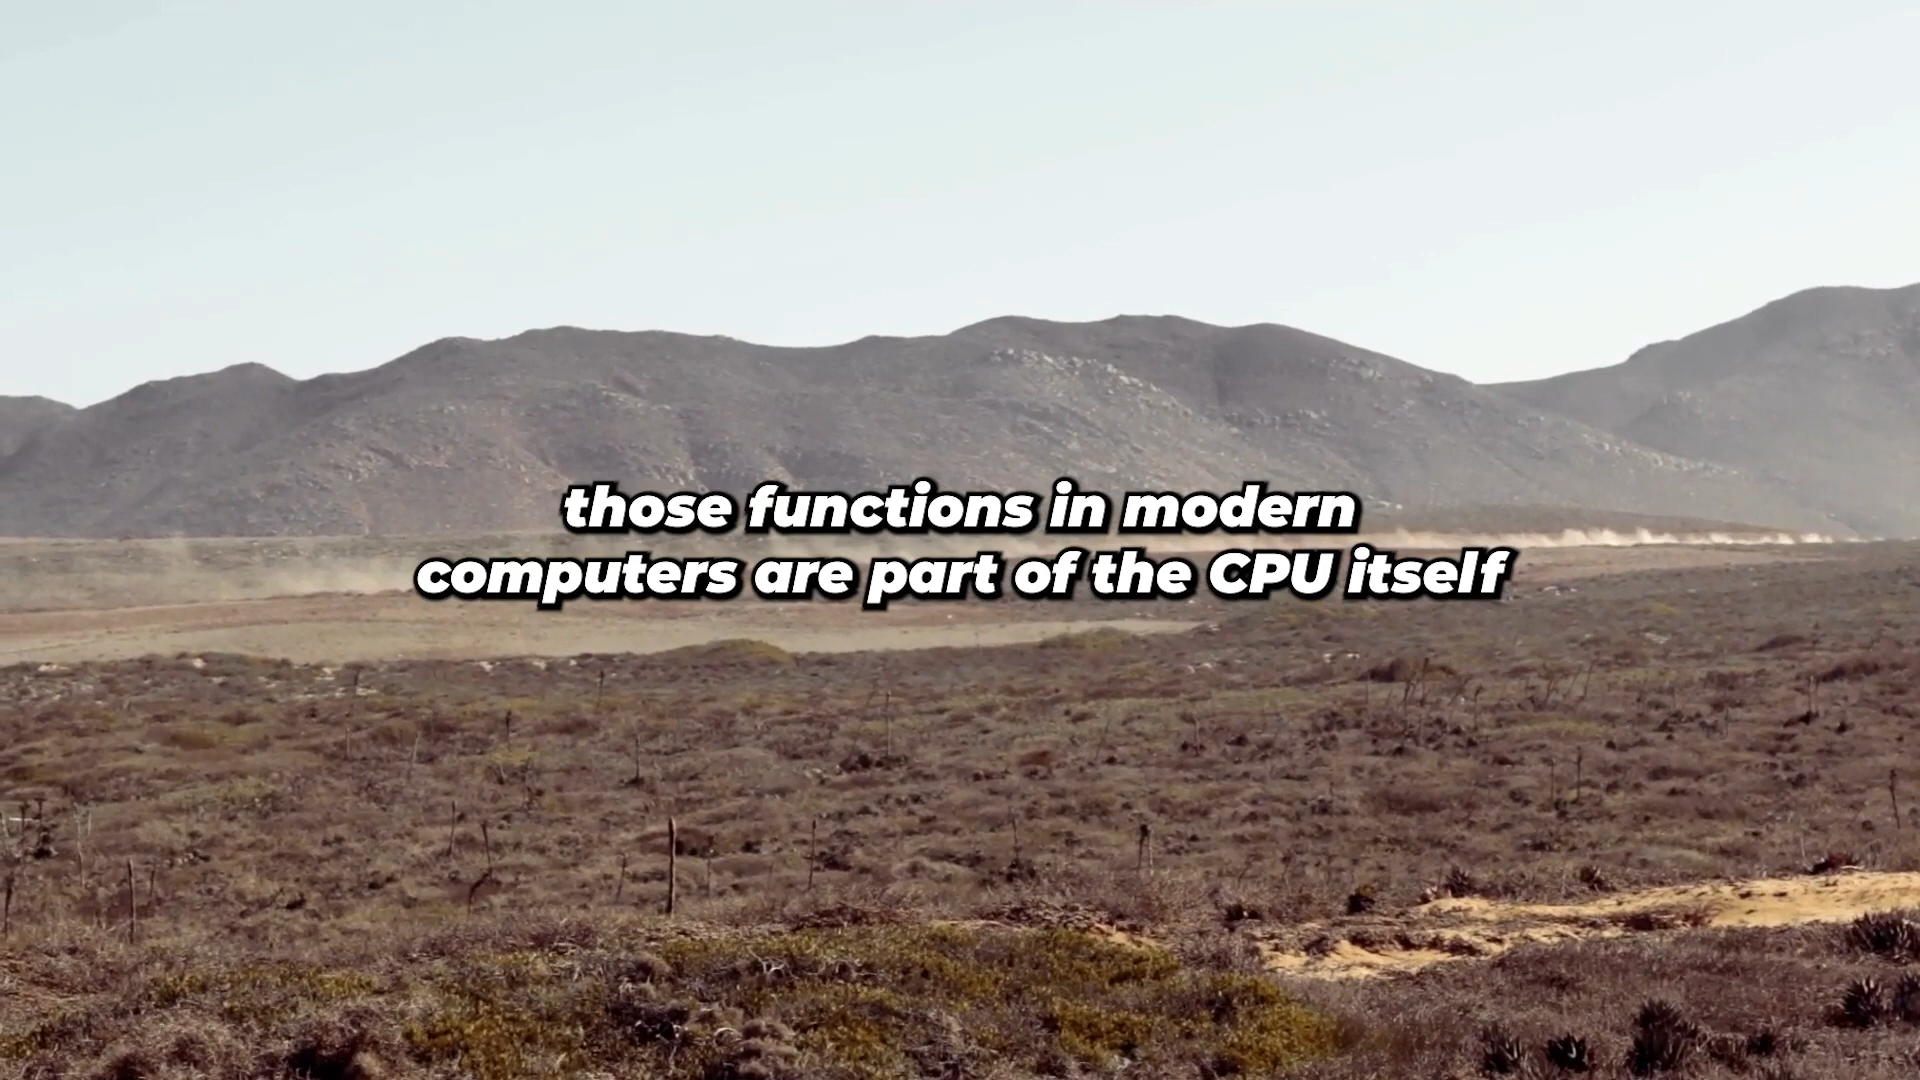 those functions in modern
computers are part of the CPU itself